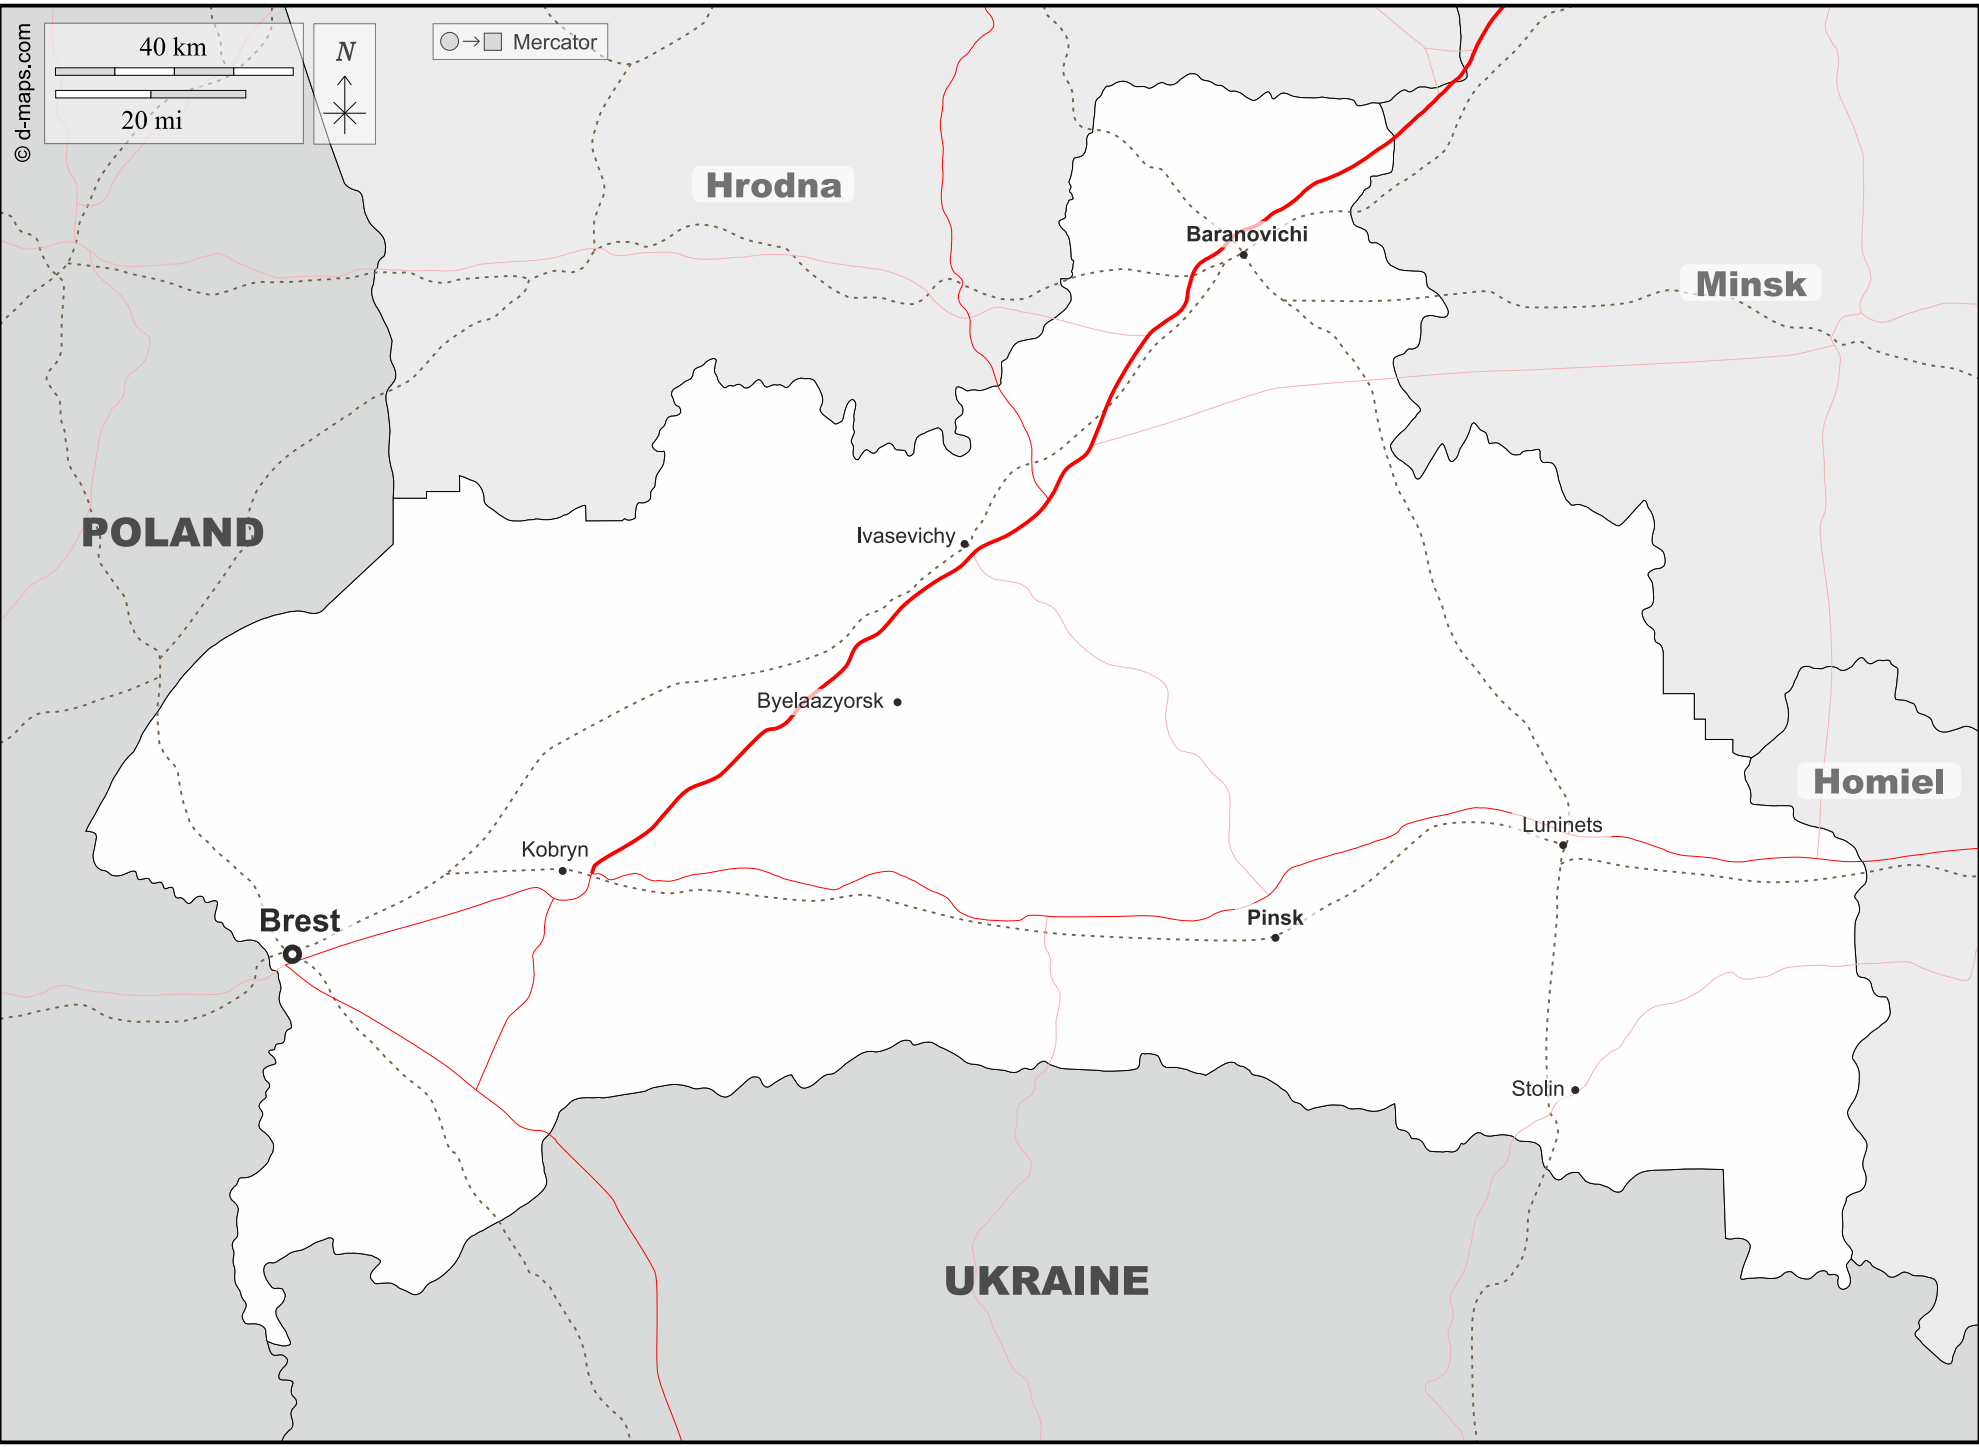 © d-maps.com
40 km
20 mi
N
Mercator
Hrodna
Baranovichi
Minsk
POLAND
Ivasevichy
Byelaazyorsk
Homiel
Luninets
Kobryn
Brest
Pinsk
Stolin
UKRAINE